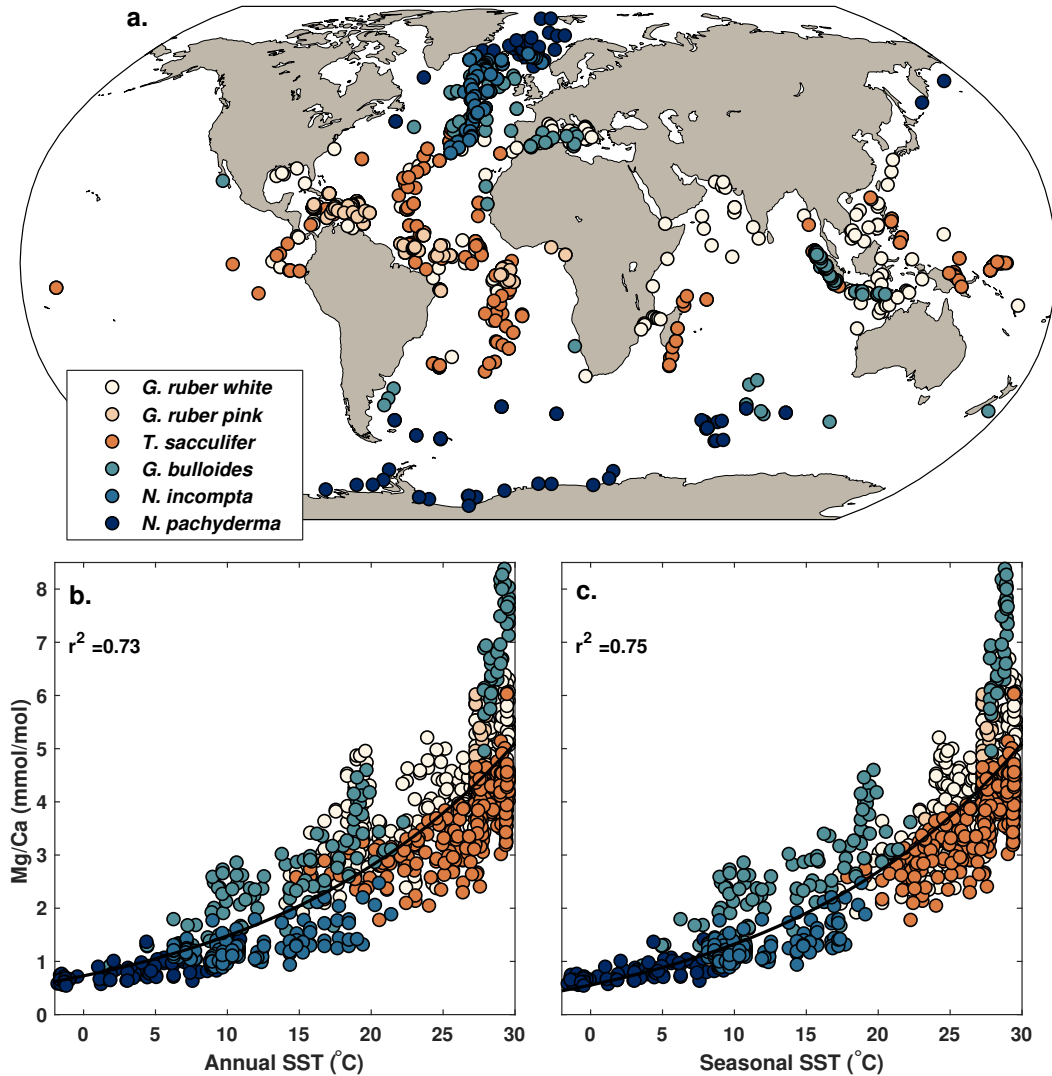 a.
G. ruber white
G. ruber pink
T. sacculifer
G. bulloides
N. incompta
N. pachyderma
b.
r² =0.73
8
7
6
5
4
3
2
1
0
Mg/Ca (mmol/mol)
0 5 10 15 20 25 30
Annual SST (°C)
c.
r² =0.75
0 5 10 15 20 25 30
Seasonal SST (°C)